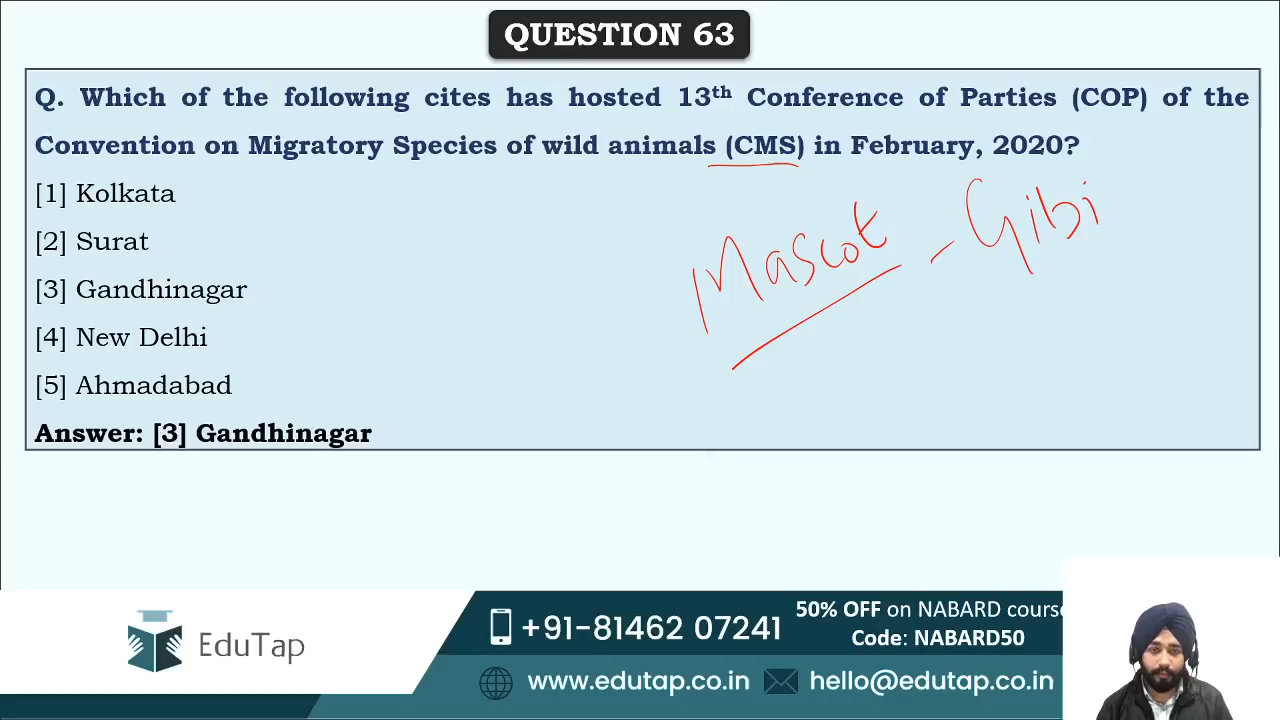 QUESTION 63
Q. Which of the following cites has hosted 13th Conference of Parties (COP) of the
Convention on Migratory Species of wild animals (CMS) in February, 2020?
[1] Kolkata
[2] Surat
[3] Gandhinagar
[4] New Delhi
[5] Ahmadabad
Answer: [3] Gandhinagar
Mascot - Gibi
EduTap
+91-81462 07241
50% OFF on NABARD course
Code: NABARD50
www.edutap.co.in
hello@edutap.co.in